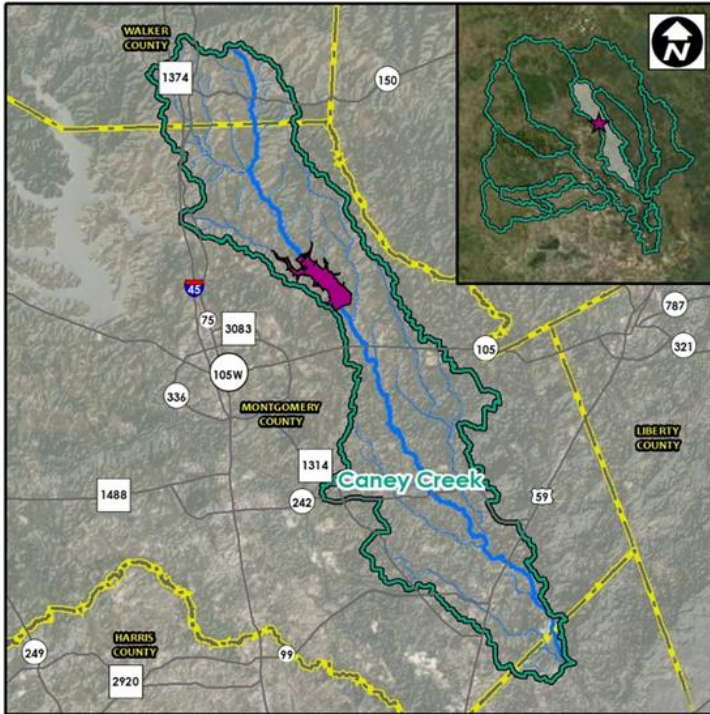 WALKER
COUNTY
1374
150
N
45
75
3083
787
321
105
105W
336
MONTGOMERY
COUNTY
LIBERTY
COUNTY
1314
Caney Creek
1488
242
59
HARRIS
COUNTY
249
99
2920